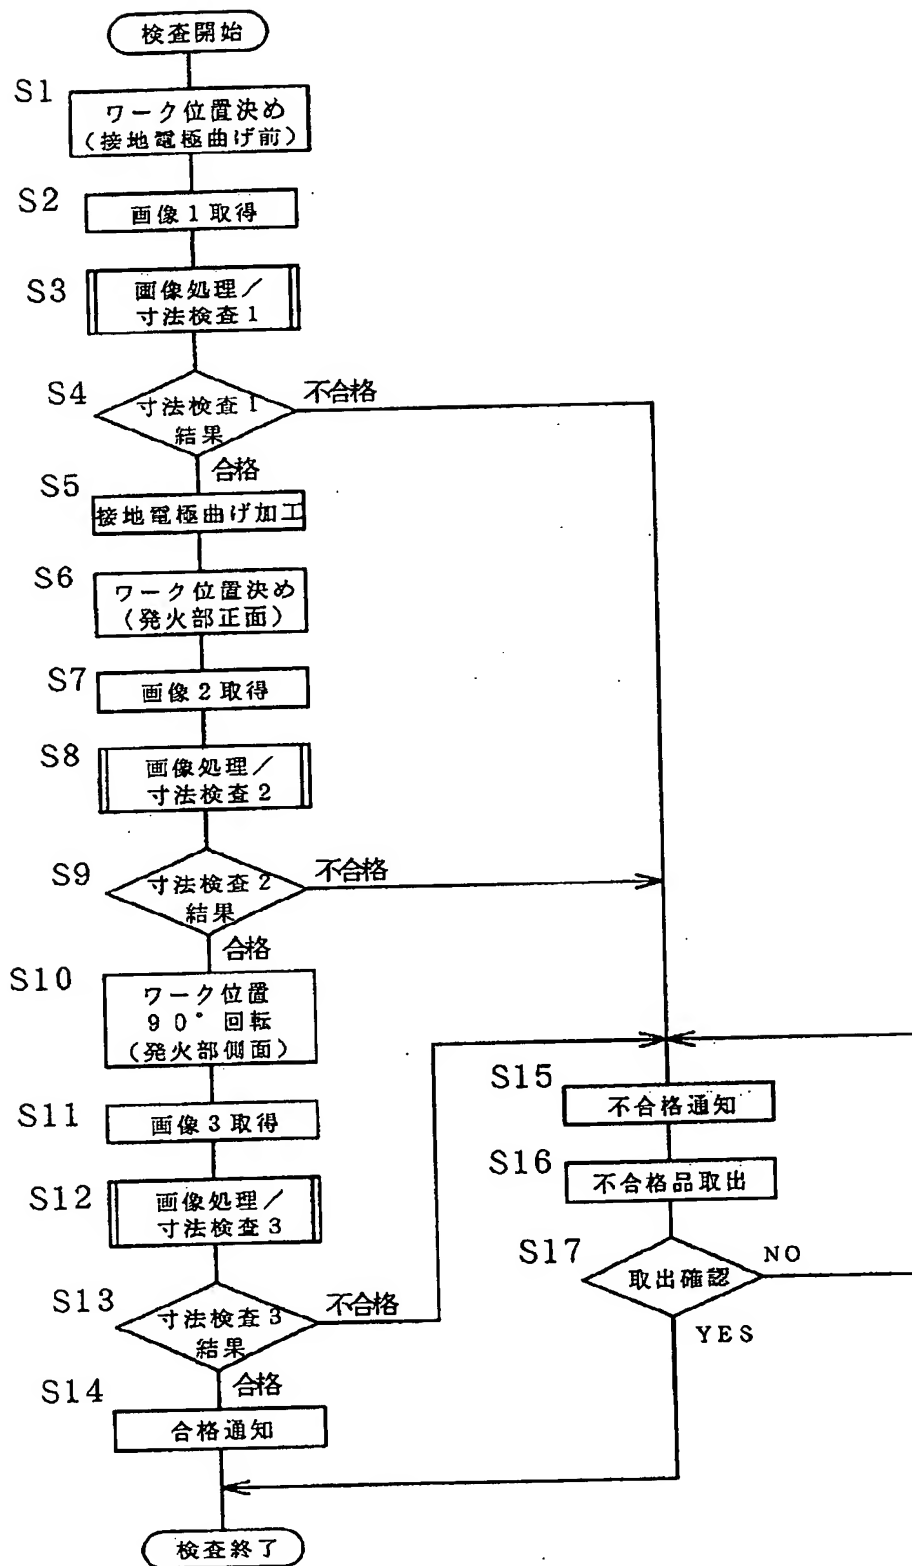 検査開始
S1
ワーク位置決め
(接地電極曲げ前)
S2
画像1取得
S3
画像処理/
寸法検査1
S4
寸法検査1
結果
不合格
合格
S5
接地電極曲げ加工
S6
ワーク位置決め
(発火部正面)
S7
画像2取得
S8
画像処理/
寸法検査2
S9
寸法検査2
結果
不合格
合格
S10
ワーク位置
90°回転
(発火部側面)
S11
画像3取得
S12
画像処理/
寸法検査3
S13
寸法検査3
結果
不合格
合格
S14
合格通知
S15
不合格通知
S16
不合格品取出
S17
取出確認
NO
YES
検査終了